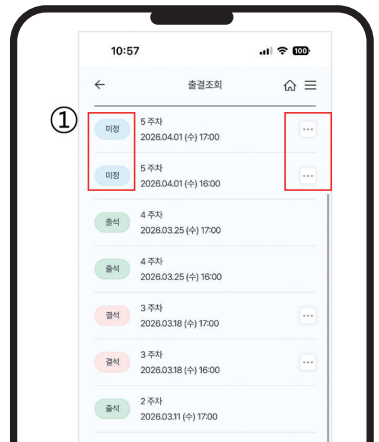 10:57
100
출결조회
①
미정
5 주차
2026.04.01 (수) 17:00
미정
5 주차
2026.04.01 (수) 16:00
출석
4 주차
2026.03.25 (수) 17:00
출석
4 주차
2026.03.25 (수) 16:00
결석
3 주차
2026.03.18 (수) 17:00
결석
3 주차
2026.03.18 (수) 16:00
출석
2 주차
2026.03.11 (수) 17:00